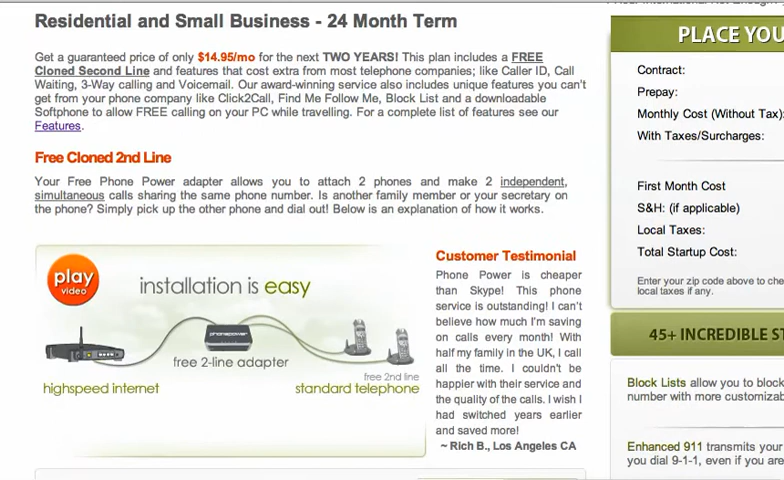 Residential and Small Business - 24 Month Term
Get a guaranteed price of only $14.95/mo for the next TWO YEARS! This plan includes a FREE
Cloned Second Line and features that cost extra from most telephone companies; like Caller ID, Call
Waiting, 3-Way calling and Voicemail. Our award-winning service also includes unique features you can't
get from your phone company like Click2Call, Find Me Follow Me, Block List and a downloadable
Softphone to allow FREE calling on your PC while travelling. For a complete list of features see our
Features.
Free Cloned 2nd Line
Your Free Phone Power adapter allows you to attach 2 phones and make 2 independent,
simultaneous calls sharing the same phone number. Is another family member or your secretary on
the phone? Simply pick up the other phone and dial out! Below is an explanation of how it works.
play
video
installation is easy
phonepower
free 2-line adapter
free 2nd line
highspeed internet
standard telephone
Customer Testimonial
Phone Power is cheaper
than Skype! This phone
service is outstanding! I can't
believe how much I'm saving
on calls every month! With
half my family in the UK, I call
all the time. I couldn't be
happier with their service and
the quality of the calls. I wish I
had switched years earlier
and saved more!
~ Rich B., Los Angeles CA
PLACE YOU
Contract:
Prepay:
Monthly Cost (Without Tax):
With Taxes/Surcharges:
First Month Cost
S&H: (if applicable)
Local Taxes:
Total Startup Cost:
Enter your zip code above to che
local taxes if any.
45+ INCREDIBLE ST
Block Lists allow you to block
number with more customizab
Enhanced 911 transmits your
you dial 9-1-1, even if you are